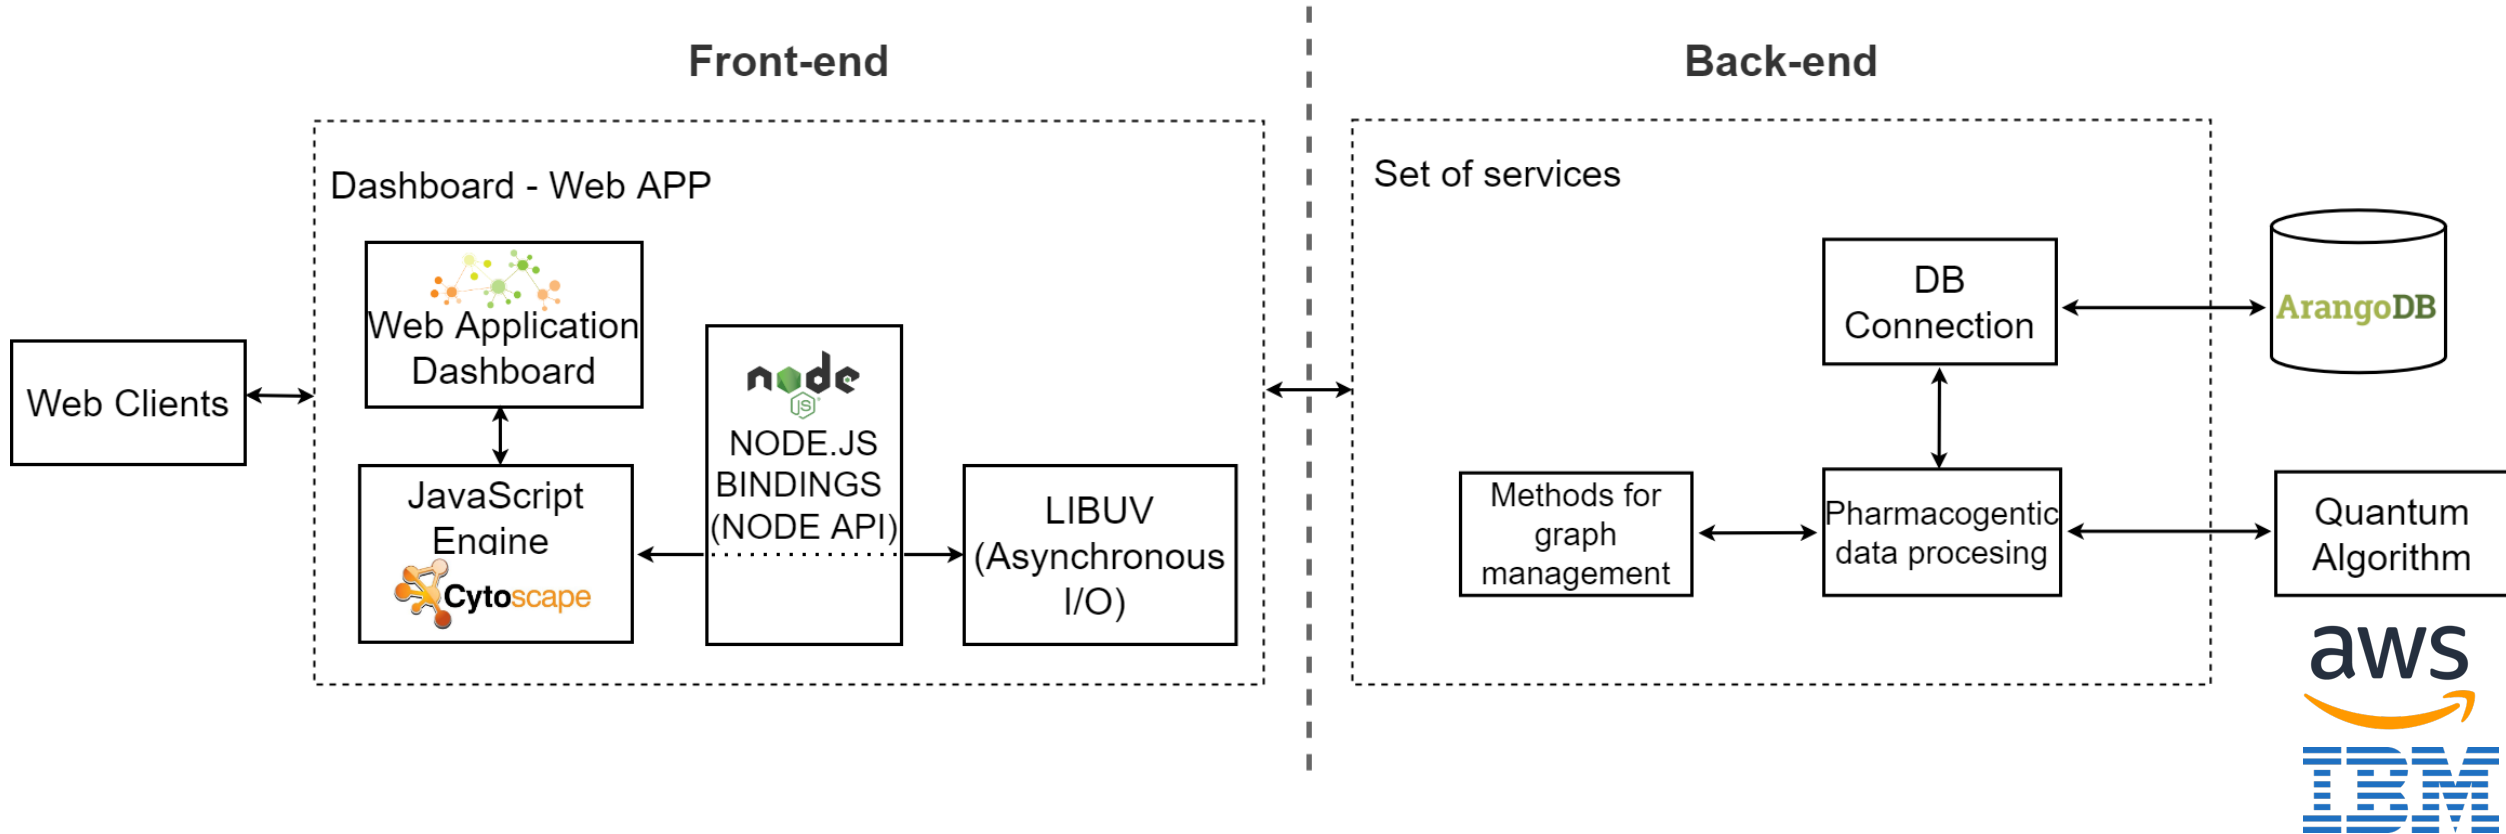 Front-end
Back-end
Dashboard - Web APP
Set of services
Web Clients
Web Application
Dashboard
JavaScript
Engine
Cytoscape
node
JS
NODE.JS
BINDINGS
(NODE API)
LIBUV
(Asynchronous
I/O)
DB
Connection
ArangoDB
Methods for
graph
management
Pharmacogentic
data procesing
Quantum
Algorithm
aws
IBM